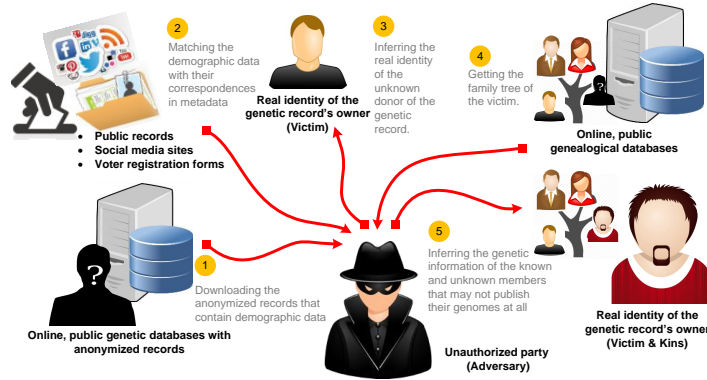 2
Matching the
demographic data
with their
correspondences
in metadata
Public records
Social media sites
Voter registration forms
Real identity of the
genetic record's owner
(Victim)
3
Inferring the
real identity
of the
unknown
donor of the
genetic
record.
4
Getting the
family tree of
the victim.
Online, public
genealogical databases
?
?
1
Downloading the
anonymized records that
contain demographic data
Online, public genetic databases with
anonymized records
5
Inferring the genetic
information of the known
and unknown members
that may not publish
their genomes at all
Unauthorized party
(Adversary)
Real identity of the
genetic record's owner
(Victim & Kins)